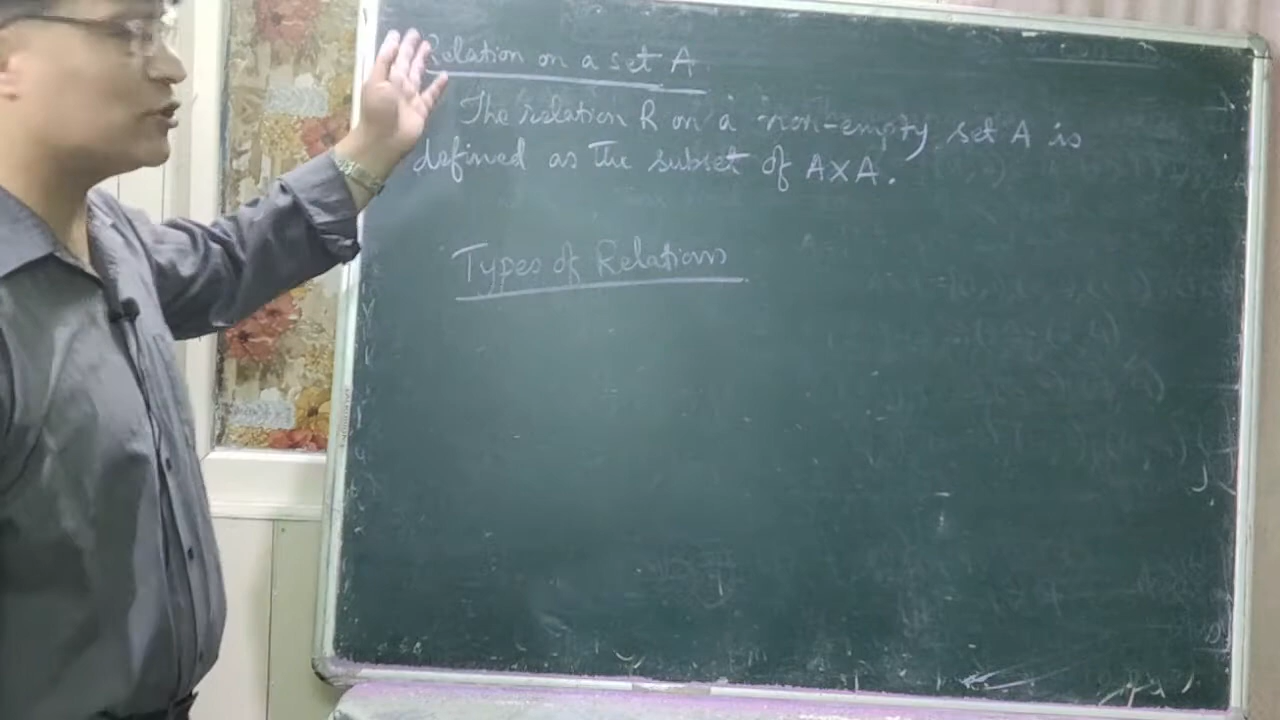 Relation on a set A.
The relation R on a non-empty set A is
defined as the subset of A×A.
Types of Relations